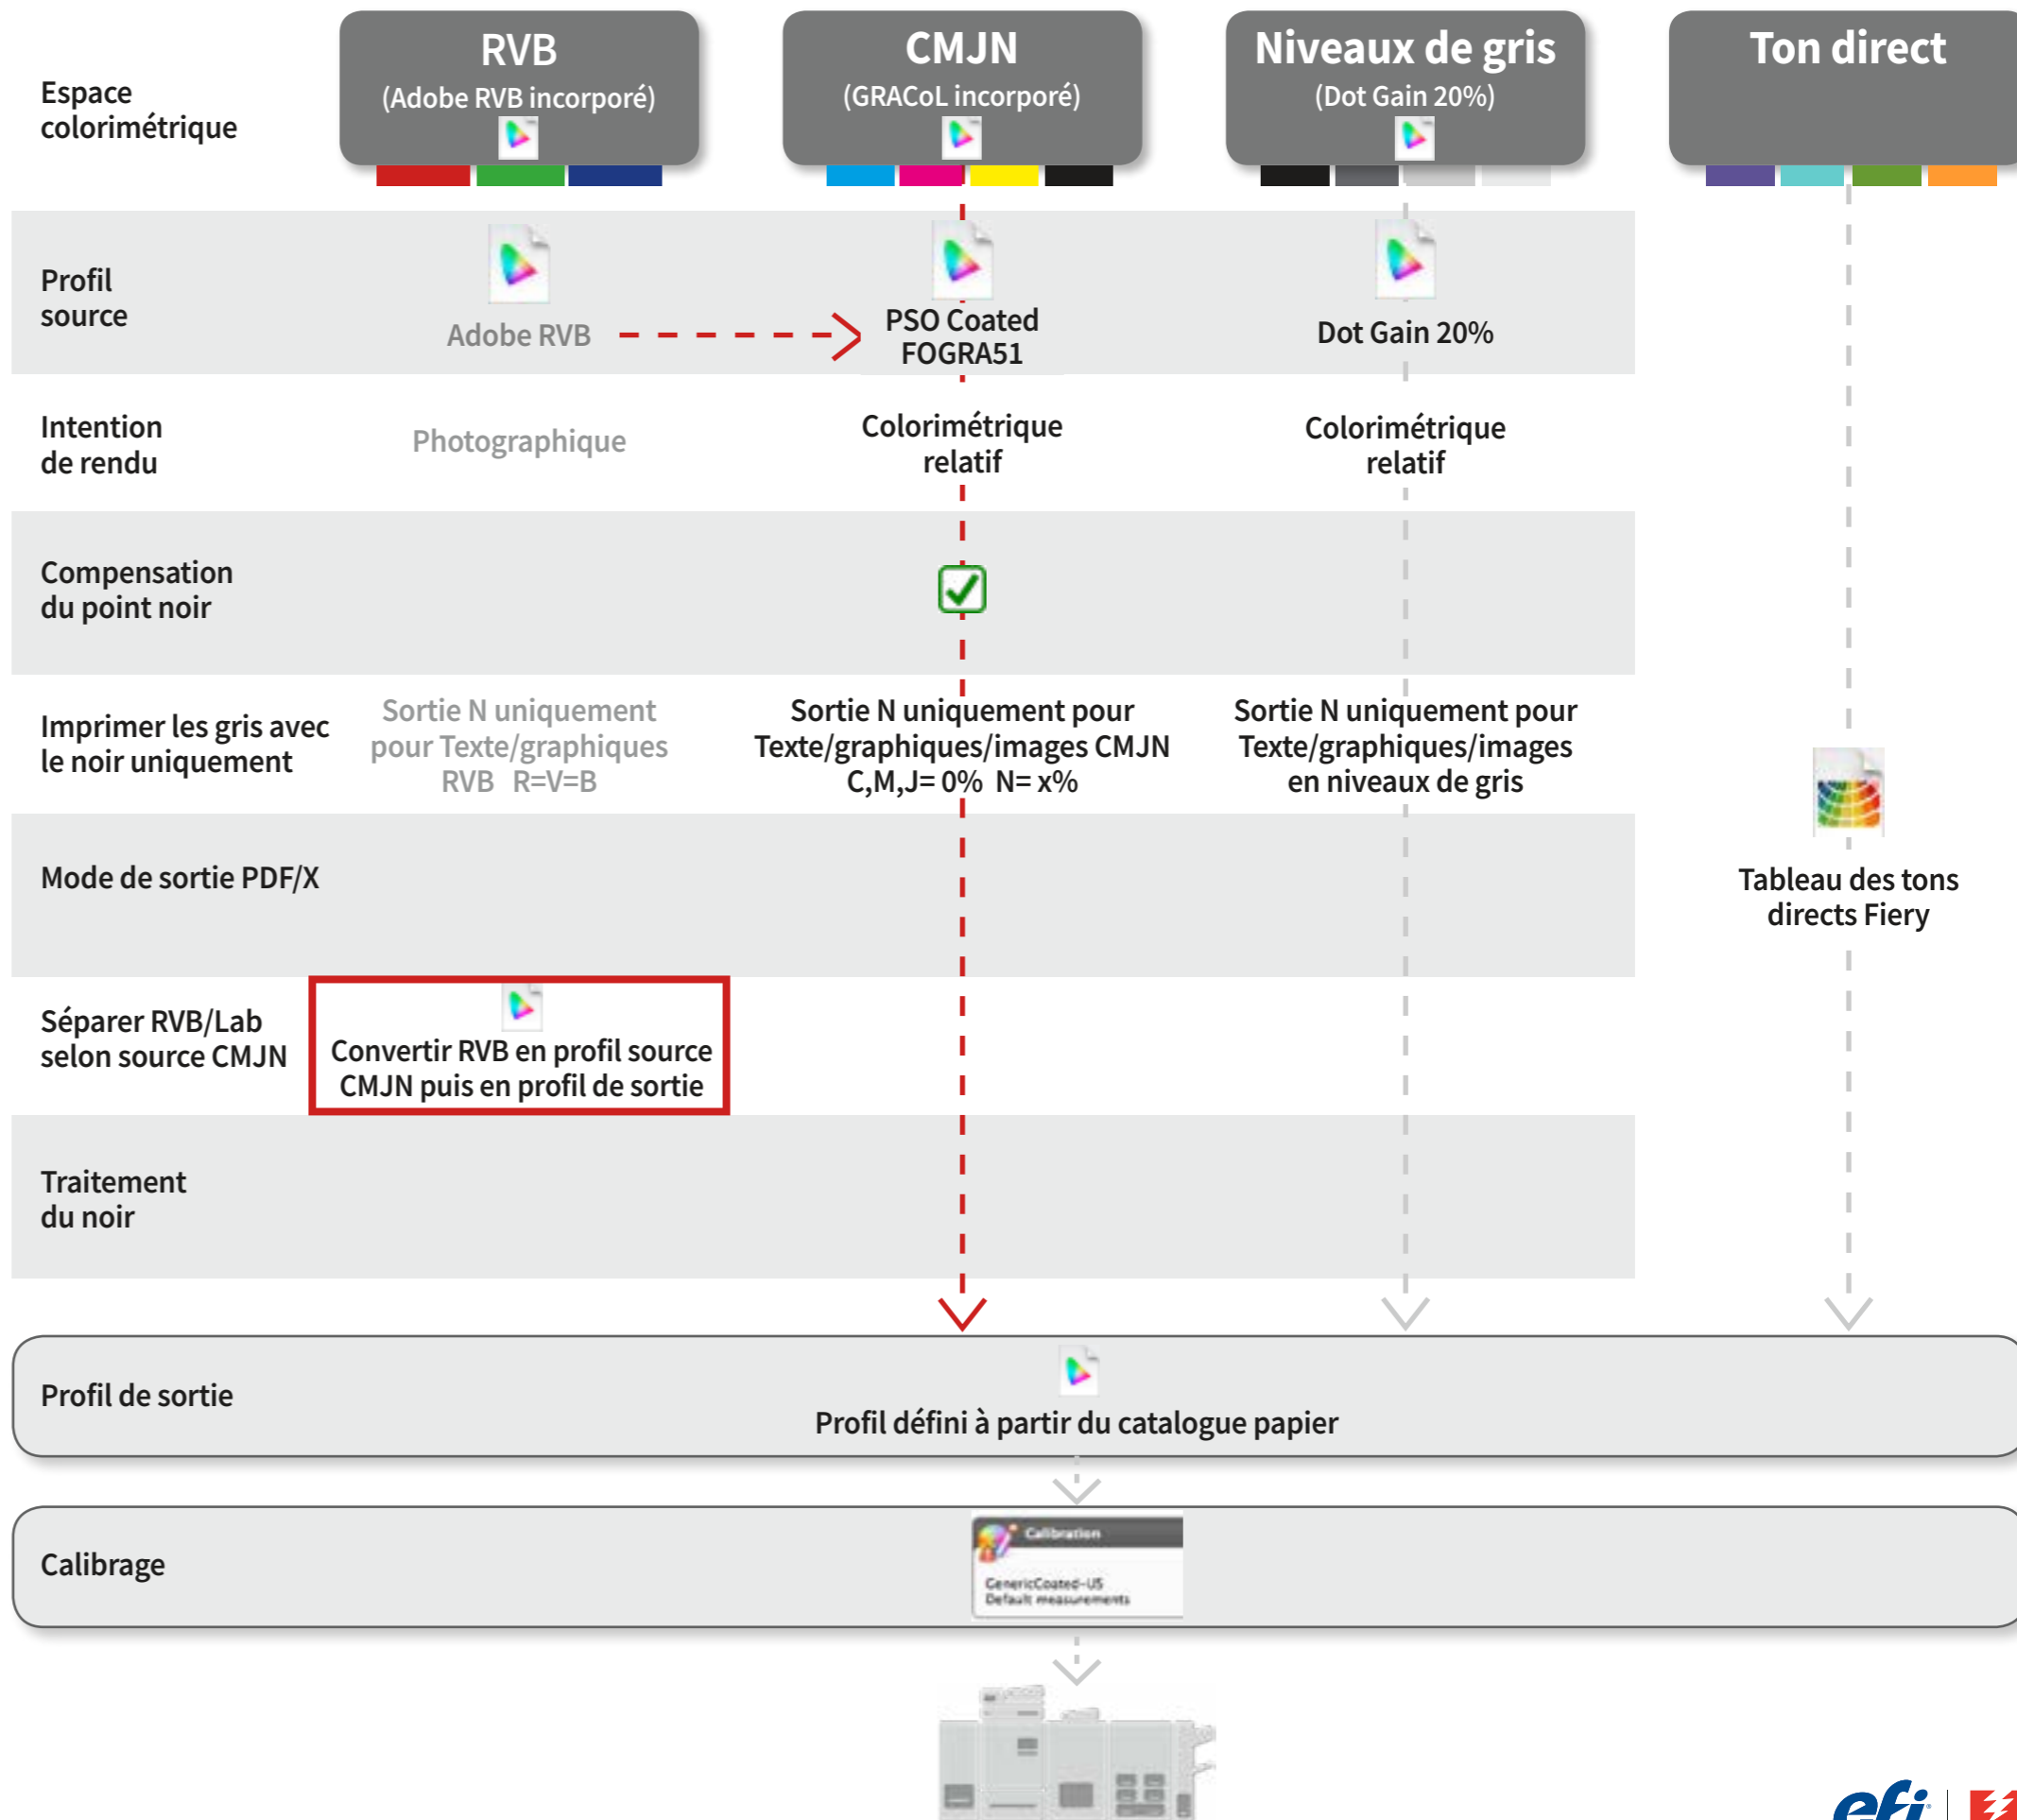 Espace
colorimétrique
RVB
(Adobe RVB incorporé)
CMJN
(GRACoL incorporé)
Niveaux de gris
(Dot Gain 20%)
Ton direct
Profil
source
Adobe RVB
PSO Coated
FOGRA51
Dot Gain 20%
Intention
de rendu
Photographique
Colorimétrique
relatif
Colorimétrique
relatif
Compensation
du point noir
Imprimer les gris avec
le noir uniquement
Sortie N uniquement
pour Texte/graphiques
RVB R=V=B
Sortie N uniquement pour
Texte/graphiques/images CMJN
C,M,J= 0% N= x%
Sortie N uniquement pour
Texte/graphiques/images
en niveaux de gris
Mode de sortie PDF/X
Tableau des tons
directs Fiery
Séparer RVB/Lab
selon source CMJN
Convertir RVB en profil source
CMJN puis en profil de sortie
Traitement
du noir
Profil de sortie
Profil défini à partir du catalogue papier
Calibrage
Calibration
GenericCoated-US
Default measurements
efi